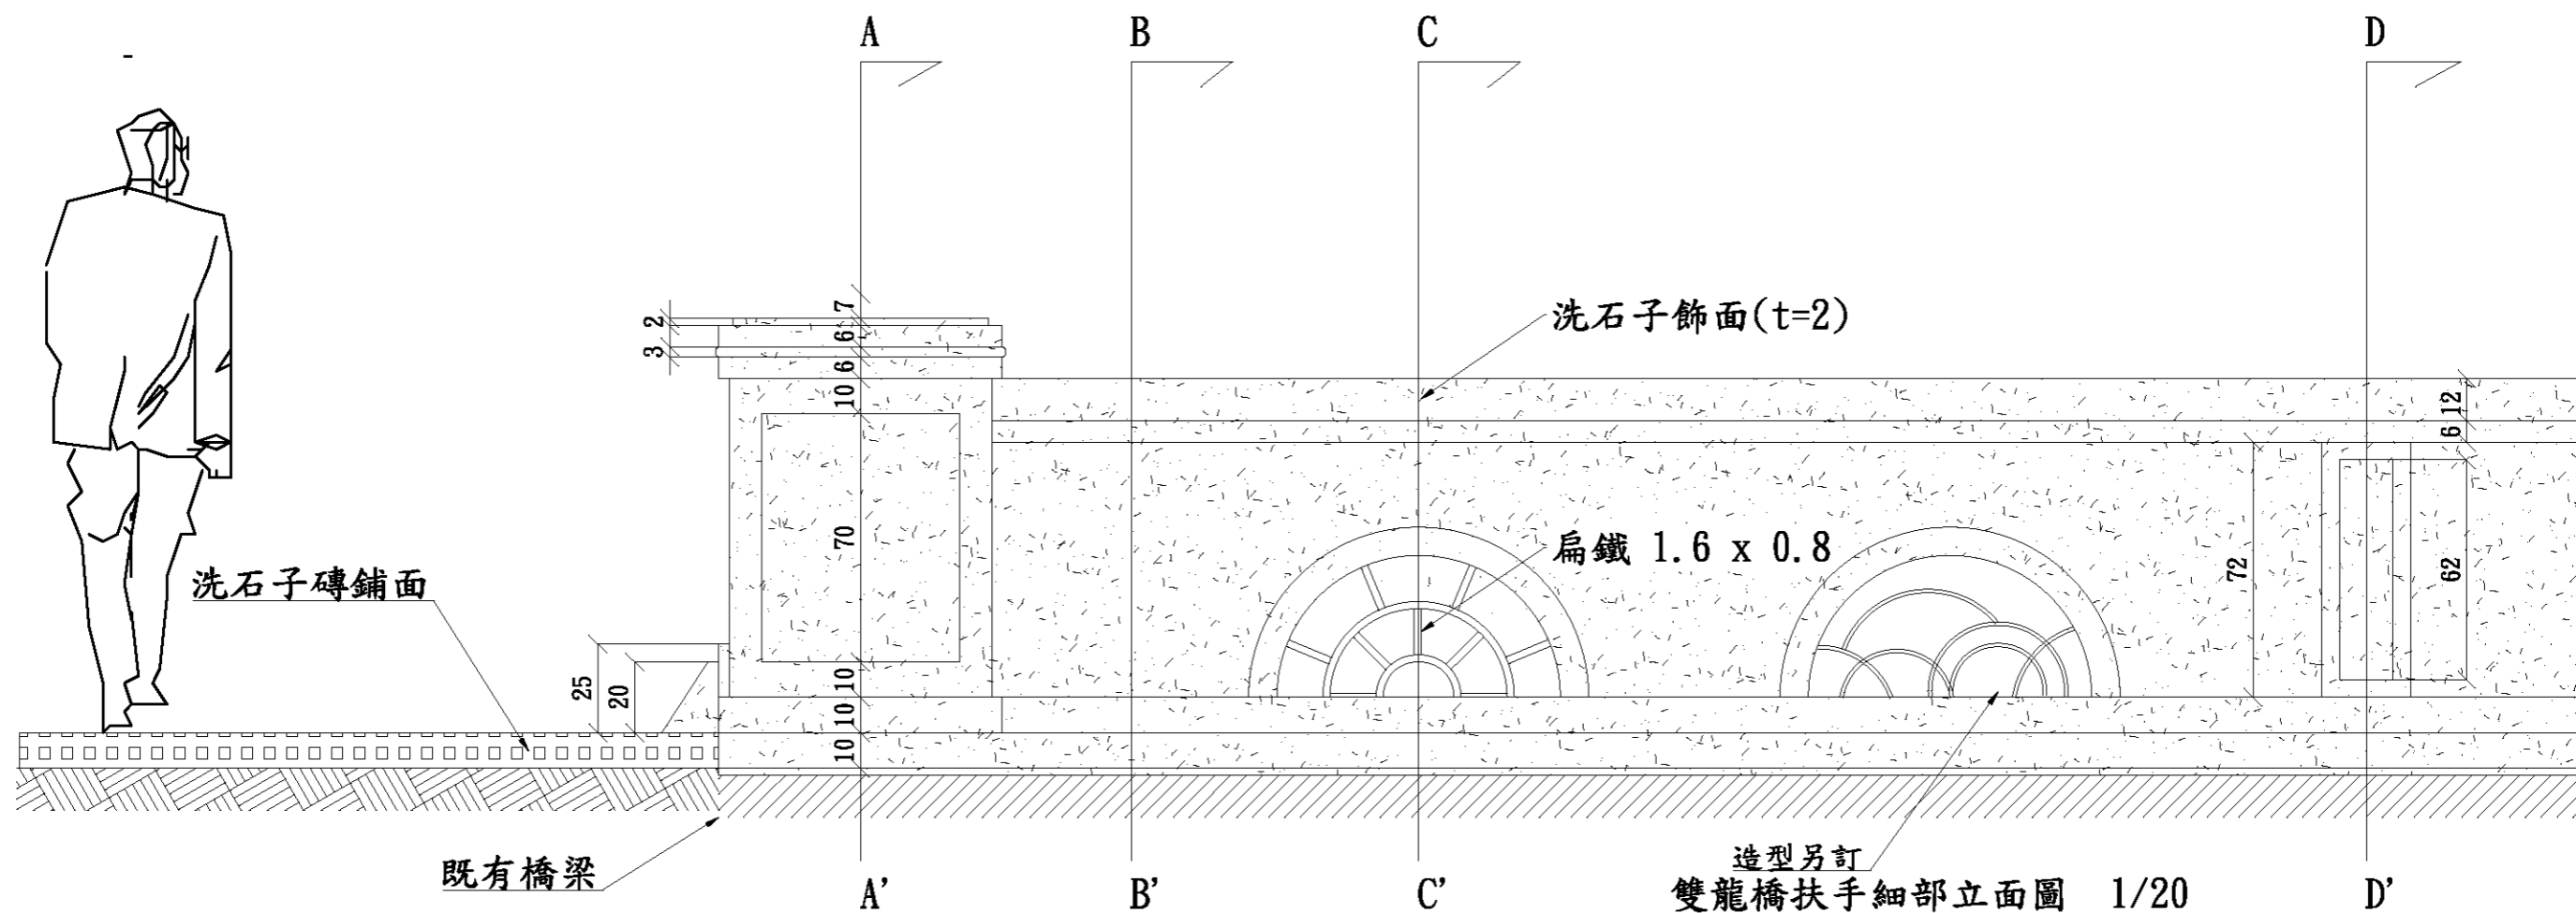 A B C D
2
3
7
6
6
10
70
10
10
10
洗石子飾面(t=2)
12
6
扁鐵 1.6 x 0.8
72
62
洗石子磚鋪面
25
20
既有橋梁
造型另訂
雙龍橋扶手細部立面圖 1/20
A' B' C' D'